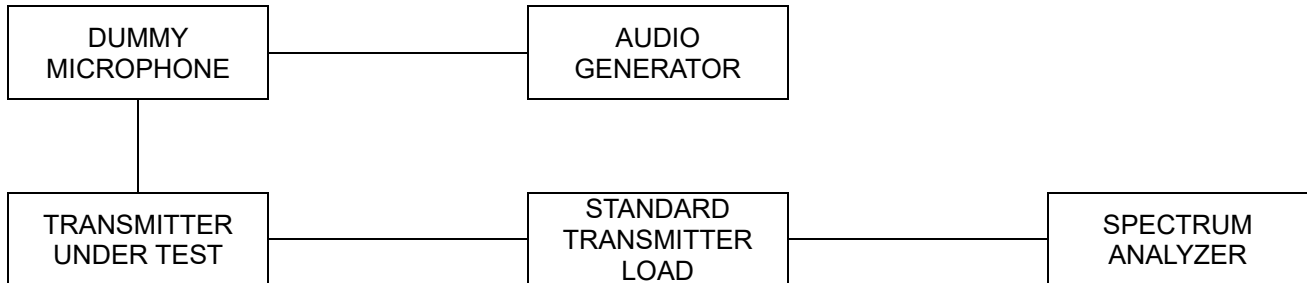 DUMMY
MICROPHONE
AUDIO
GENERATOR
TRANSMITTER
UNDER TEST
STANDARD
TRANSMITTER
LOAD
SPECTRUM
ANALYZER